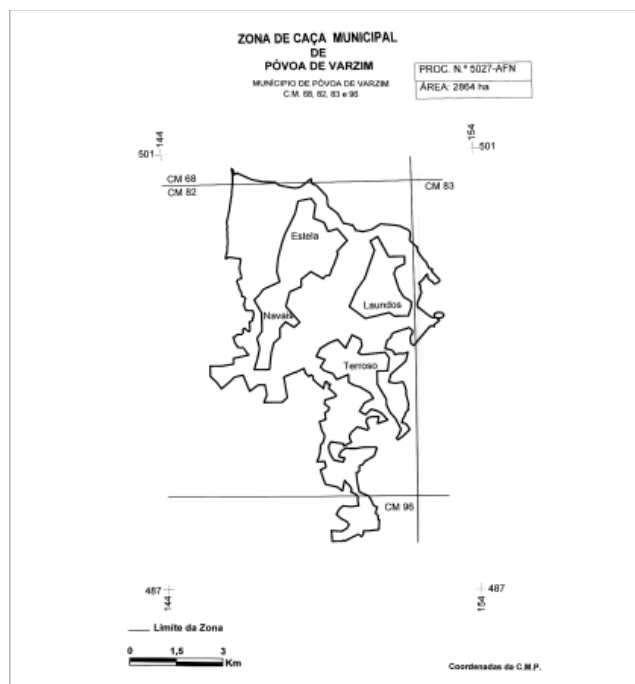 ZONA DE CAÇA MUNICIPAL
DE
PÓVOA DE VARZIM
MUNÍCIPIO DE PÓVOA DE VARZIM
C.M. 68, 82, 83 e 96
PROC. N.º 5027-AFN
ÁREA: 2864 ha
144
501
154
501
CM 68
CM 82
CM 83
Estela
Navais
Laundos
Terroso
CM 96
487
144
487
154
Limite da Zona
0 1,5 3
Km
Coordenadas da C.M.P.